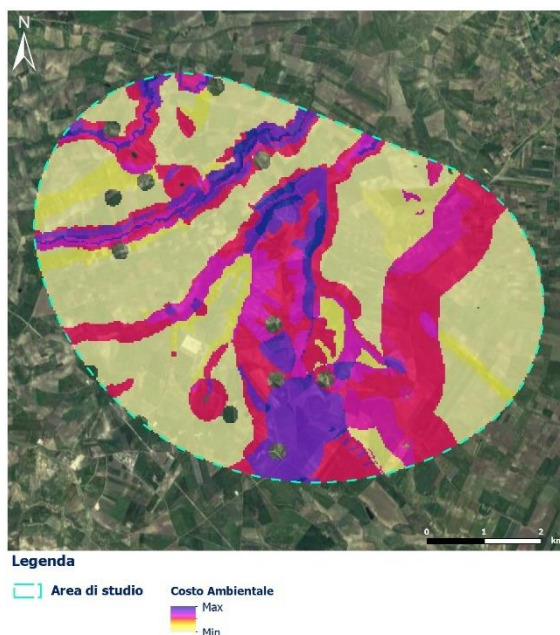 N
0 1 2
km
Legenda
Area di studio
Costo Ambientale
Max
Min